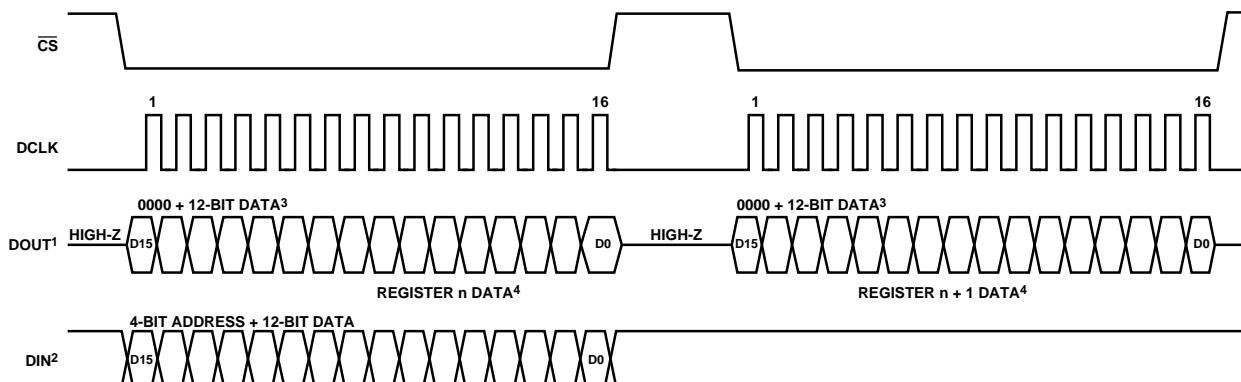 CS
1 16 1 16
DCLK
0000 + 12-BIT DATA3 0000 + 12-BIT DATA3
DOUT1 HIGH-Z D15 D0 HIGH-Z D15 D0
REGISTER n DATA4 REGISTER n + 1 DATA4
4-BIT ADDRESS + 12-BIT DATA
DIN2 D15 D0